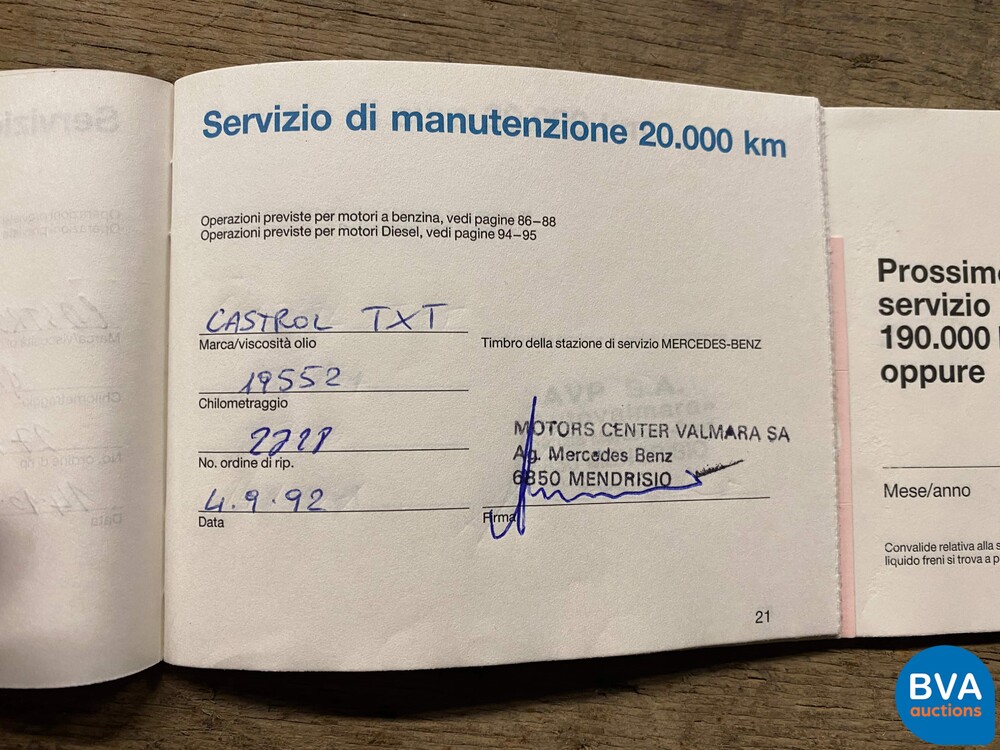 Servizio di manutenzione 20.000 km
Operazioni previste per motori a benzina, vedi pagine 86–88
Operazioni previste per motori Diesel, vedi pagine 94–95
CASTROL TXT
Marca/viscosità olio
19552
Chilometraggio
No. ordine di rip.
4.9.92
Data
Timbro della stazione di servizio MERCEDES-BENZ
MOTORS CENTER VALMARA SA
Ag. Mercedes Benz
6850 MENDRISIO
Firma
21
Prossimo
servizio
190.000
oppure
Mese/anno
Convalide relativa alla s
liquido freni si trova a p
BVA
auctions